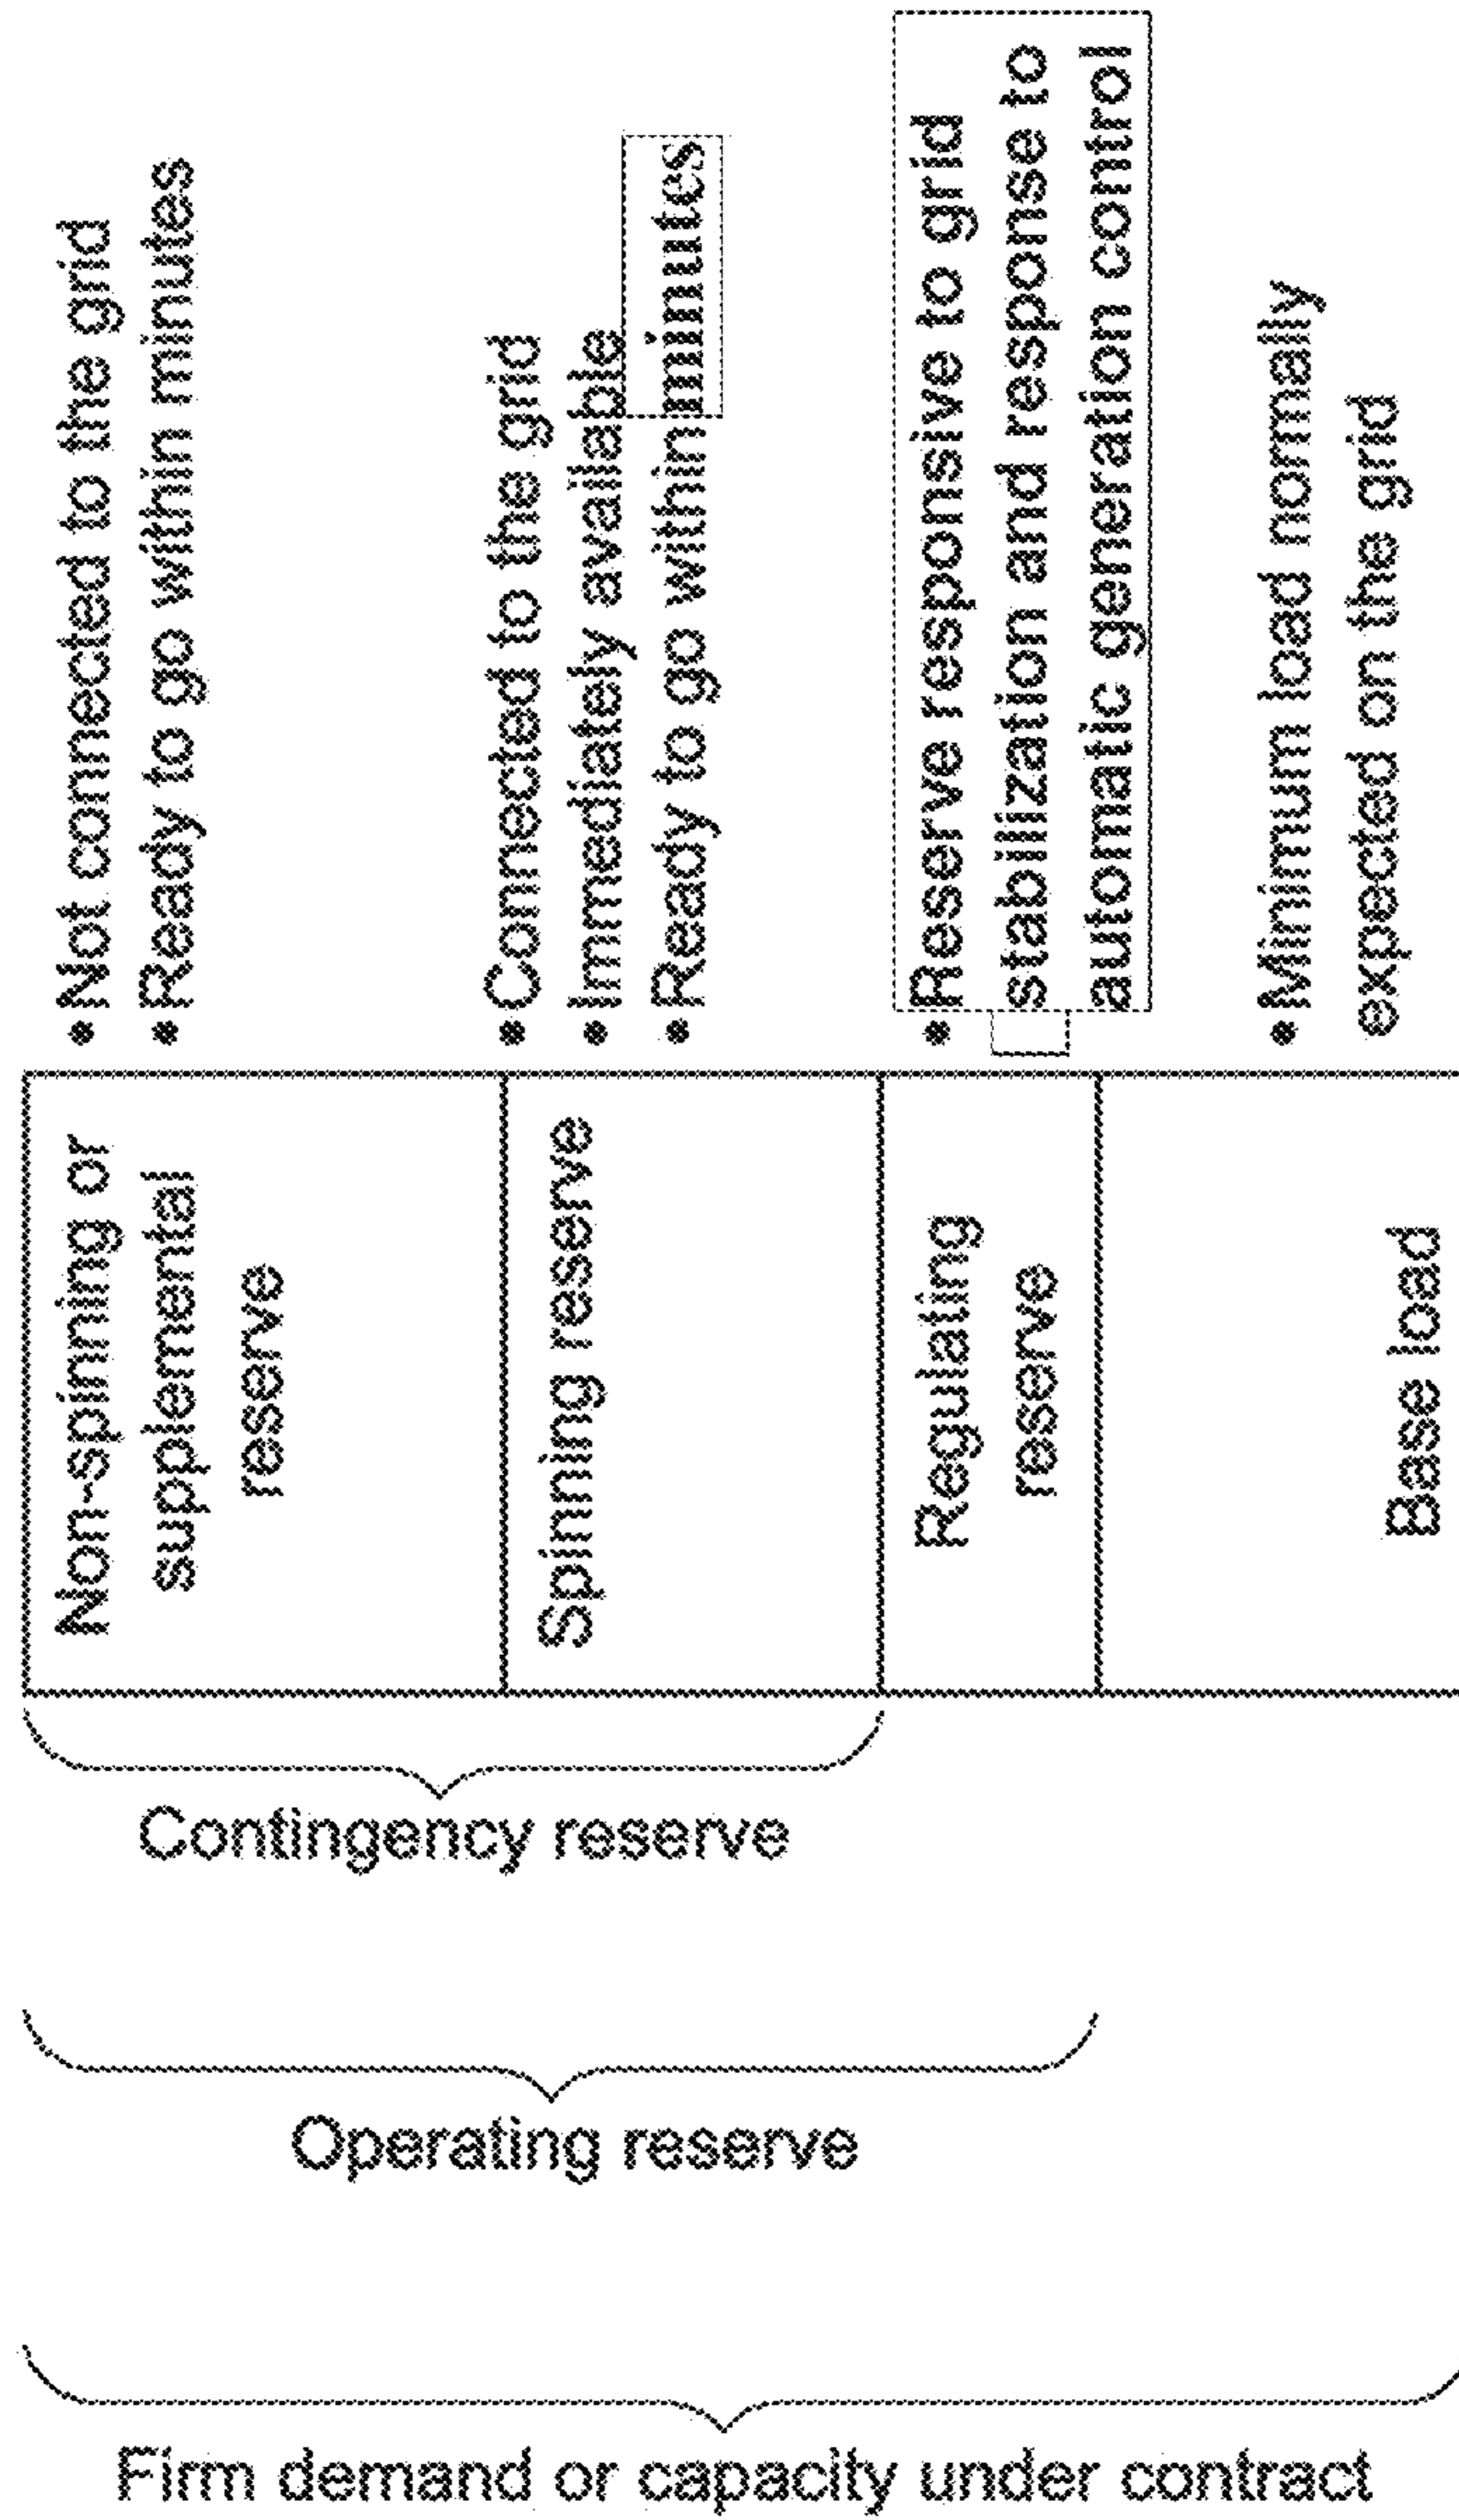 Non-spinning or
supplemental
reserve
• Not connected to the grid
• Ready to go within minutes
Spinning reserve
• Connected to the grid
• Immediately available
• Ready to go within minutes
Regulating
reserve
• Reserve responsive to grid
stabilization and response to
automatic generation control
Base load
• Minimum load normally
expected on the grid
Contingency reserve
Operating reserve
Firm demand or capacity under contract